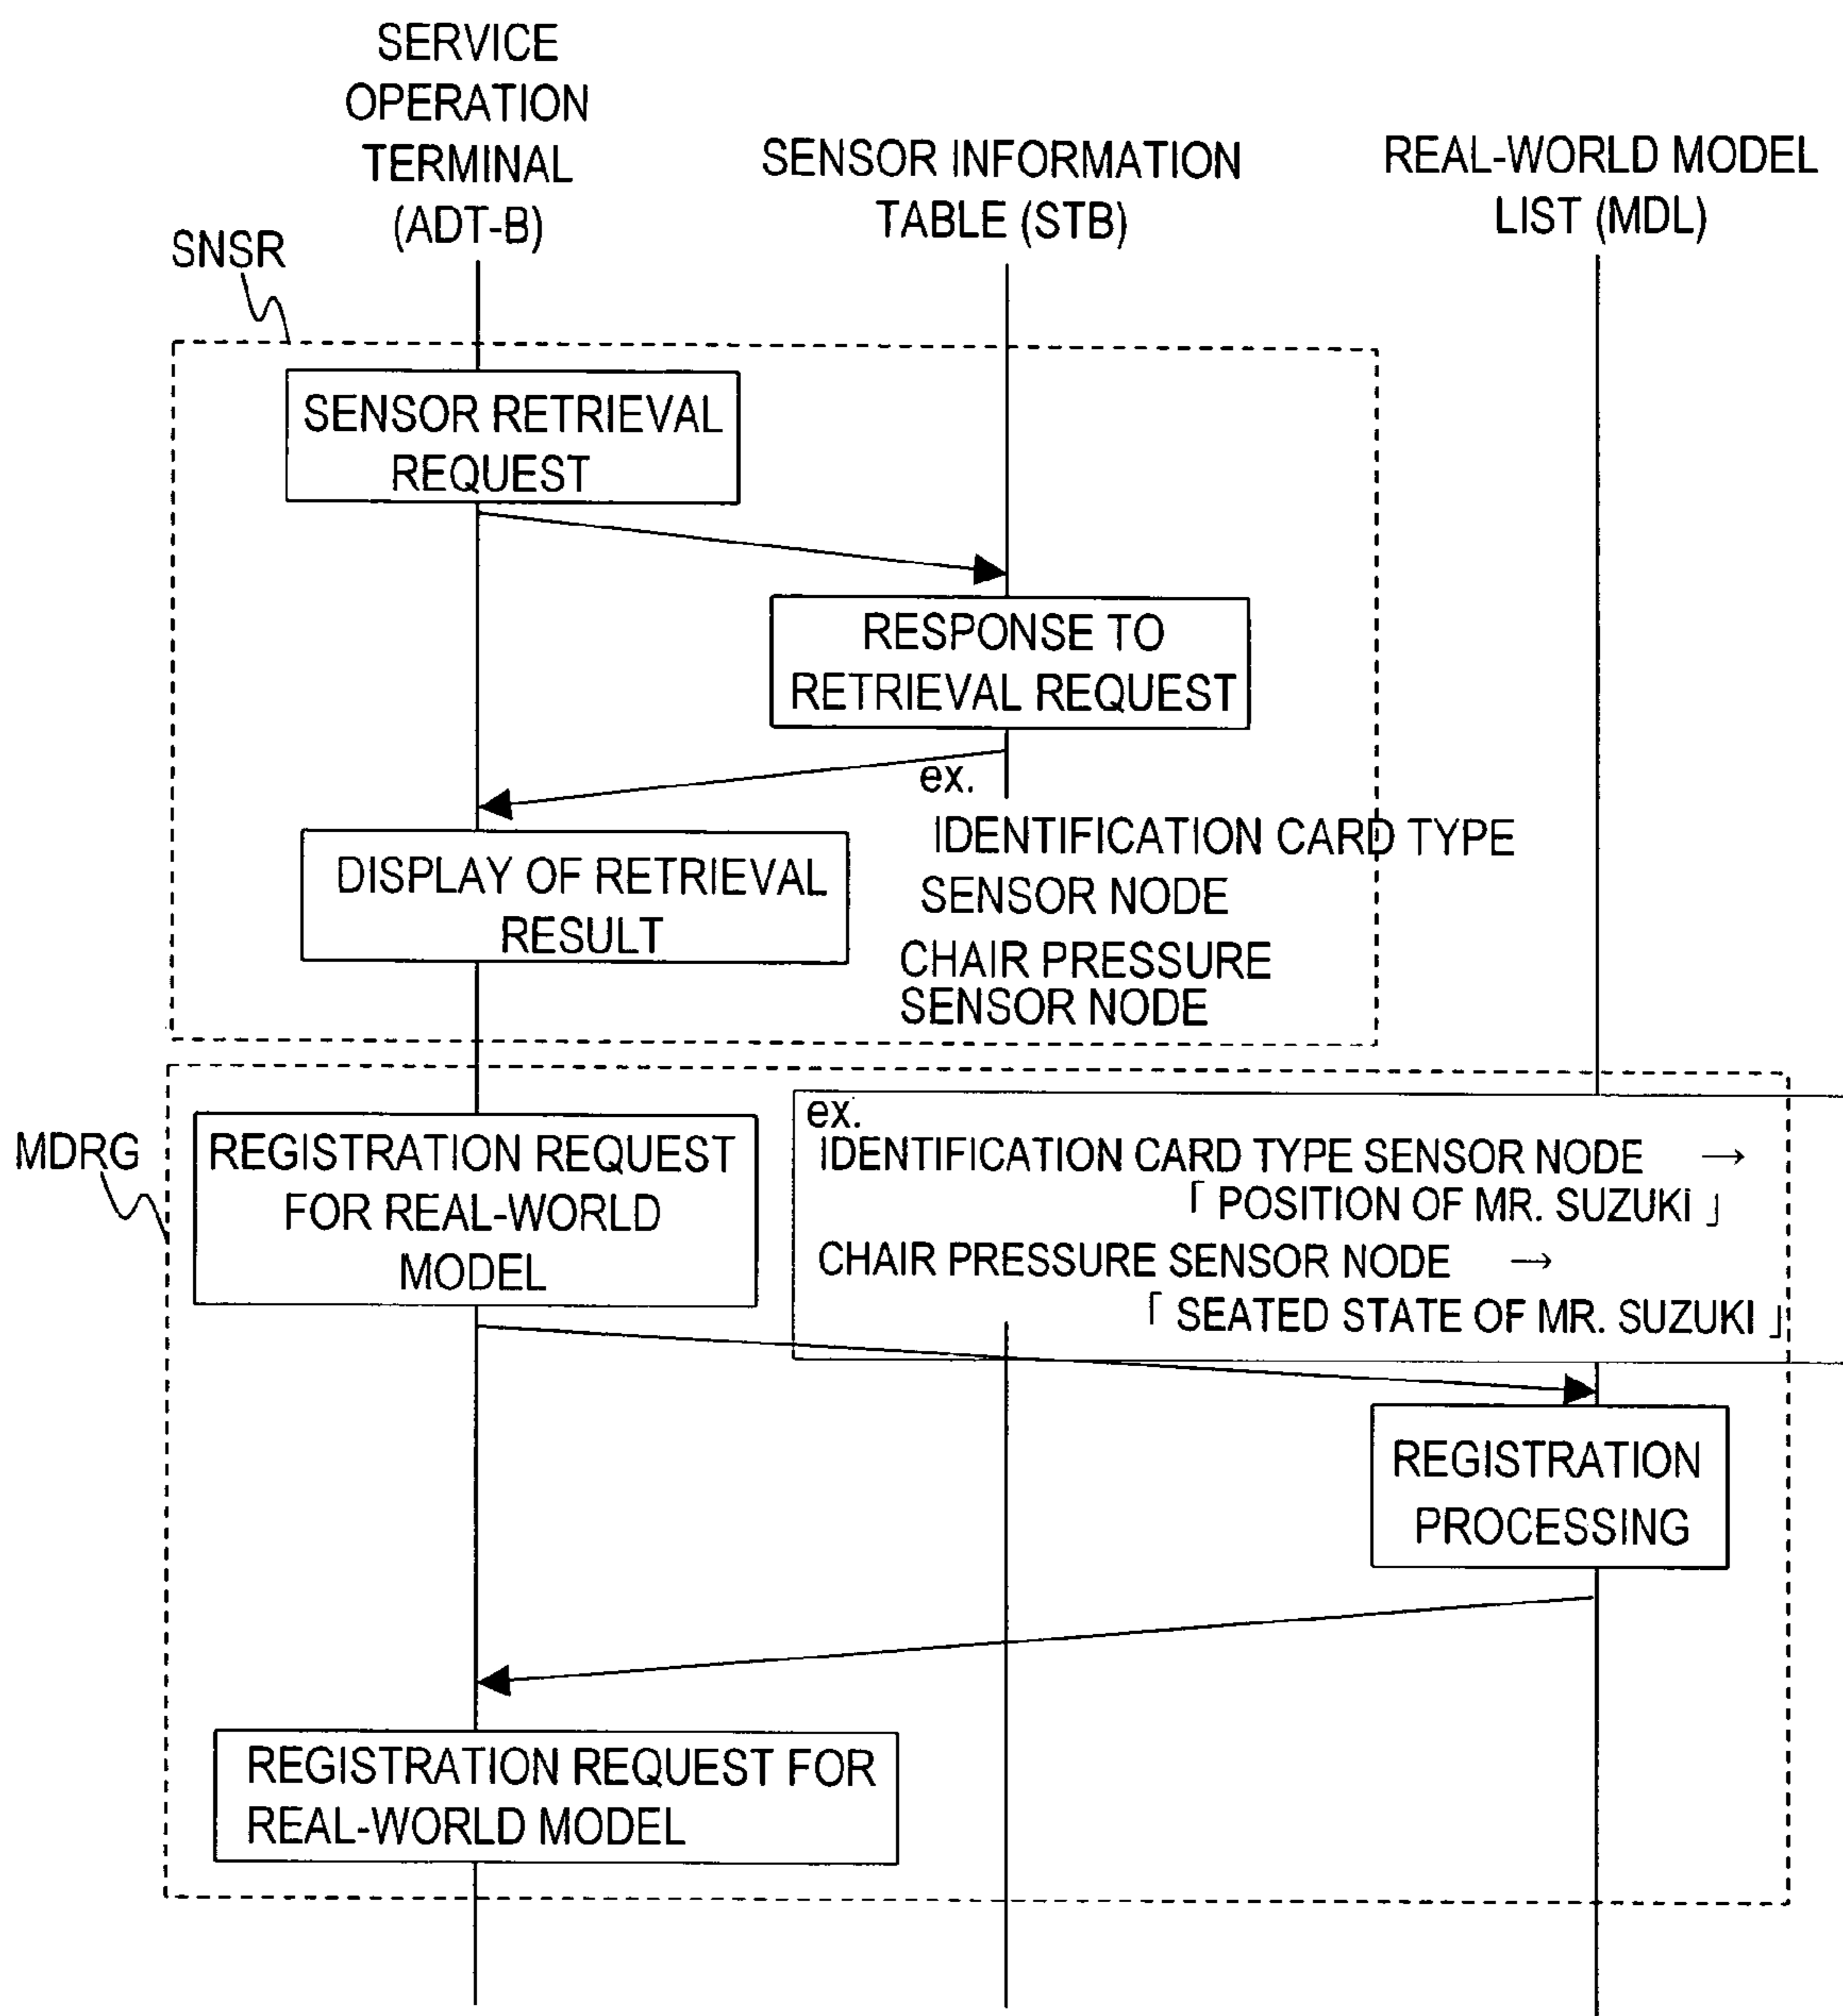 SERVICE
OPERATION
TERMINAL
(ADT-B)
SENSOR INFORMATION
TABLE (STB)
REAL-WORLD MODEL
LIST (MDL)
SNSR
SENSOR RETRIEVAL
REQUEST
RESPONSE TO
RETRIEVAL REQUEST
ex.
IDENTIFICATION CARD TYPE
SENSOR NODE
CHAIR PRESSURE
SENSOR NODE
DISPLAY OF RETRIEVAL
RESULT
MDRG
REGISTRATION REQUEST
FOR REAL-WORLD
MODEL
ex.
IDENTIFICATION CARD TYPE SENSOR NODE →
「 POSITION OF MR. SUZUKI 」
CHAIR PRESSURE SENSOR NODE →
「 SEATED STATE OF MR. SUZUKI 」
REGISTRATION
PROCESSING
REGISTRATION REQUEST FOR
REAL-WORLD MODEL